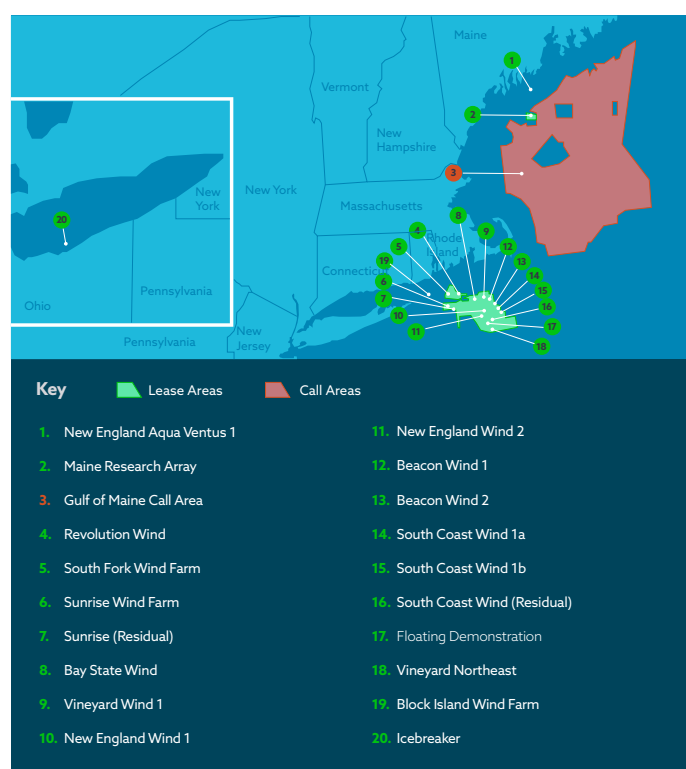 Maine
1
Vermont
2
New
Hampshire
3
New York
Massachusetts
New
York
20
8
4
9
Rhode
Island
5
12
19
13
Connecticut
14
6
15
Pennsylvania
7
16
Ohio
10
17
11
New
Jersey
Pennsylvania
18
Key
Lease Areas
Call Areas
1. New England Aqua Ventus 1
2. Maine Research Array
3. Gulf of Maine Call Area
4. Revolution Wind
5. South Fork Wind Farm
6. Sunrise Wind Farm
7. Sunrise (Residual)
8. Bay State Wind
9. Vineyard Wind 1
10. New England Wind 1
11. New England Wind 2
12. Beacon Wind 1
13. Beacon Wind 2
14. South Coast Wind 1a
15. South Coast Wind 1b
16. South Coast Wind (Residual)
17. Floating Demonstration
18. Vineyard Northeast
19. Block Island Wind Farm
20. Icebreaker